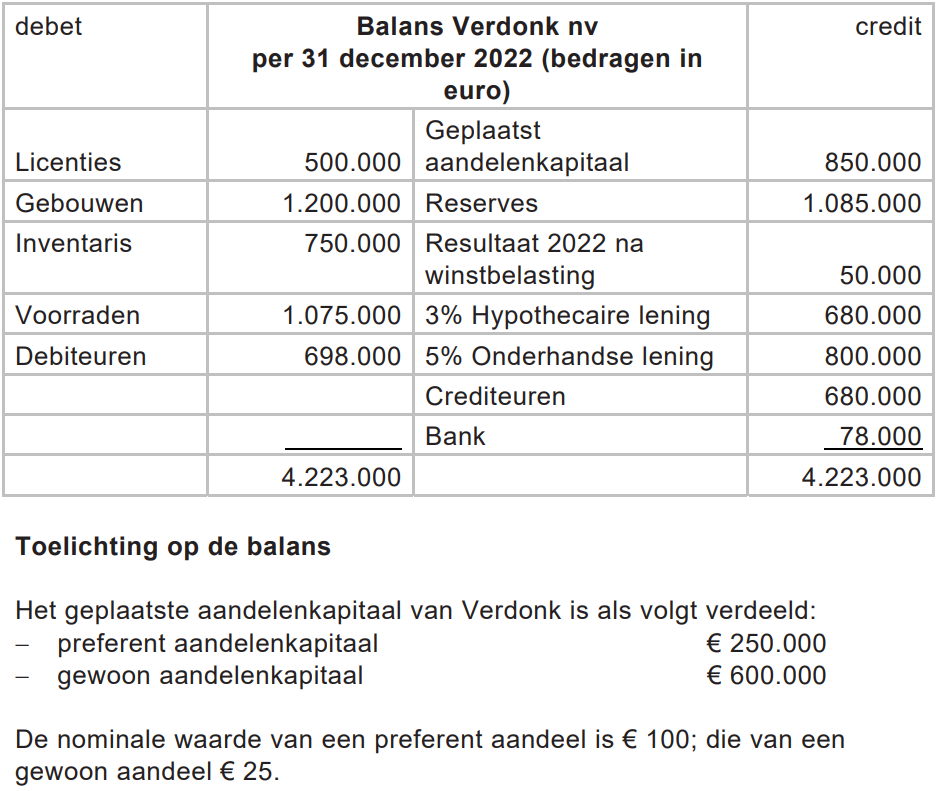 debet Balans Verdonk nv credit
per 31 december 2022 (bedragen in
euro)
Geplaatst
Licenties 500.000 aandelenkapitaal 850.000
Gebouwen 1.200.000 Reserves 1.085.000
Inventaris 750.000 Resultaat 2022 na
winstbelasting 50.000
Voorraden 1.075.000 3% Hypothecaire lening 680.000
Debiteuren 698.000 5% Onderhandse lening 800.000
Crediteuren 680.000
Bank 78.000
4.223.000 4.223.000
Toelichting op de balans
Het geplaatste aandelenkapitaal van Verdonk is als volgt verdeeld:
– preferent aandelenkapitaal € 250.000
– gewoon aandelenkapitaal € 600.000
De nominale waarde van een preferent aandeel is € 100; die van een
gewoon aandeel € 25.